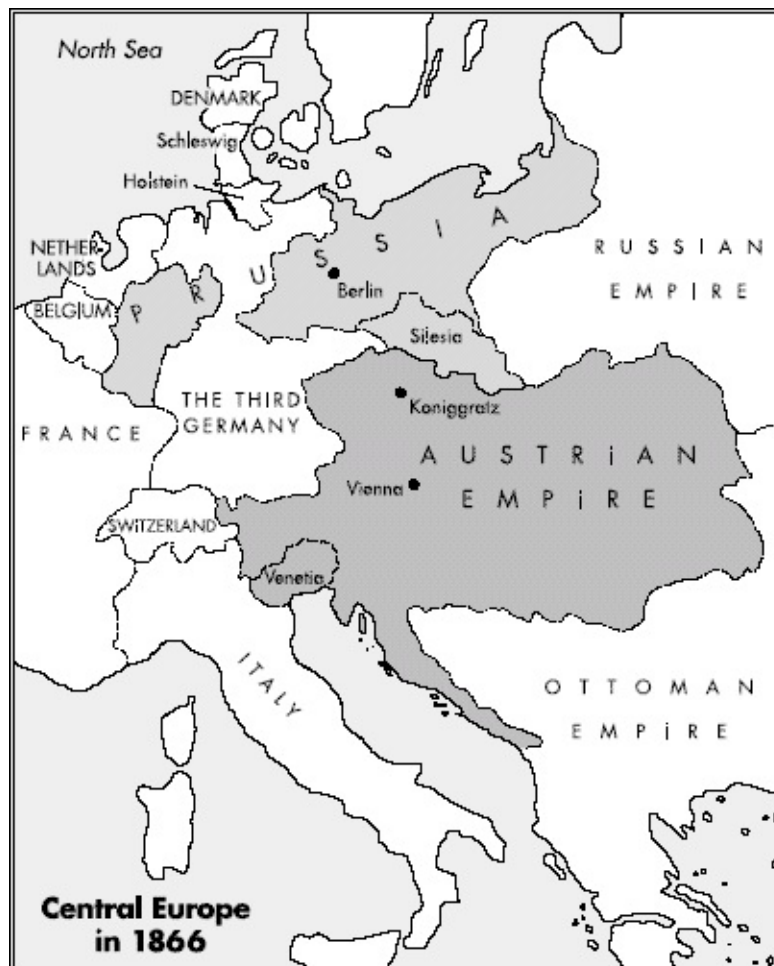 North Sea
DENMARK
Schleswig
Holstein
NETHER
LANDS
BELGIUM
PRUSSIA
Berlin
Silesia
RUSSIAN
EMPIRE
THE THIRD
GERMANY
Koniggratz
FRANCE
AUSTRiAN
EMPiRE
Vienna
SWiTZERLAND
Venetia
ITALY
OTTOMAN
EMPiRE
Central Europe
in 1866